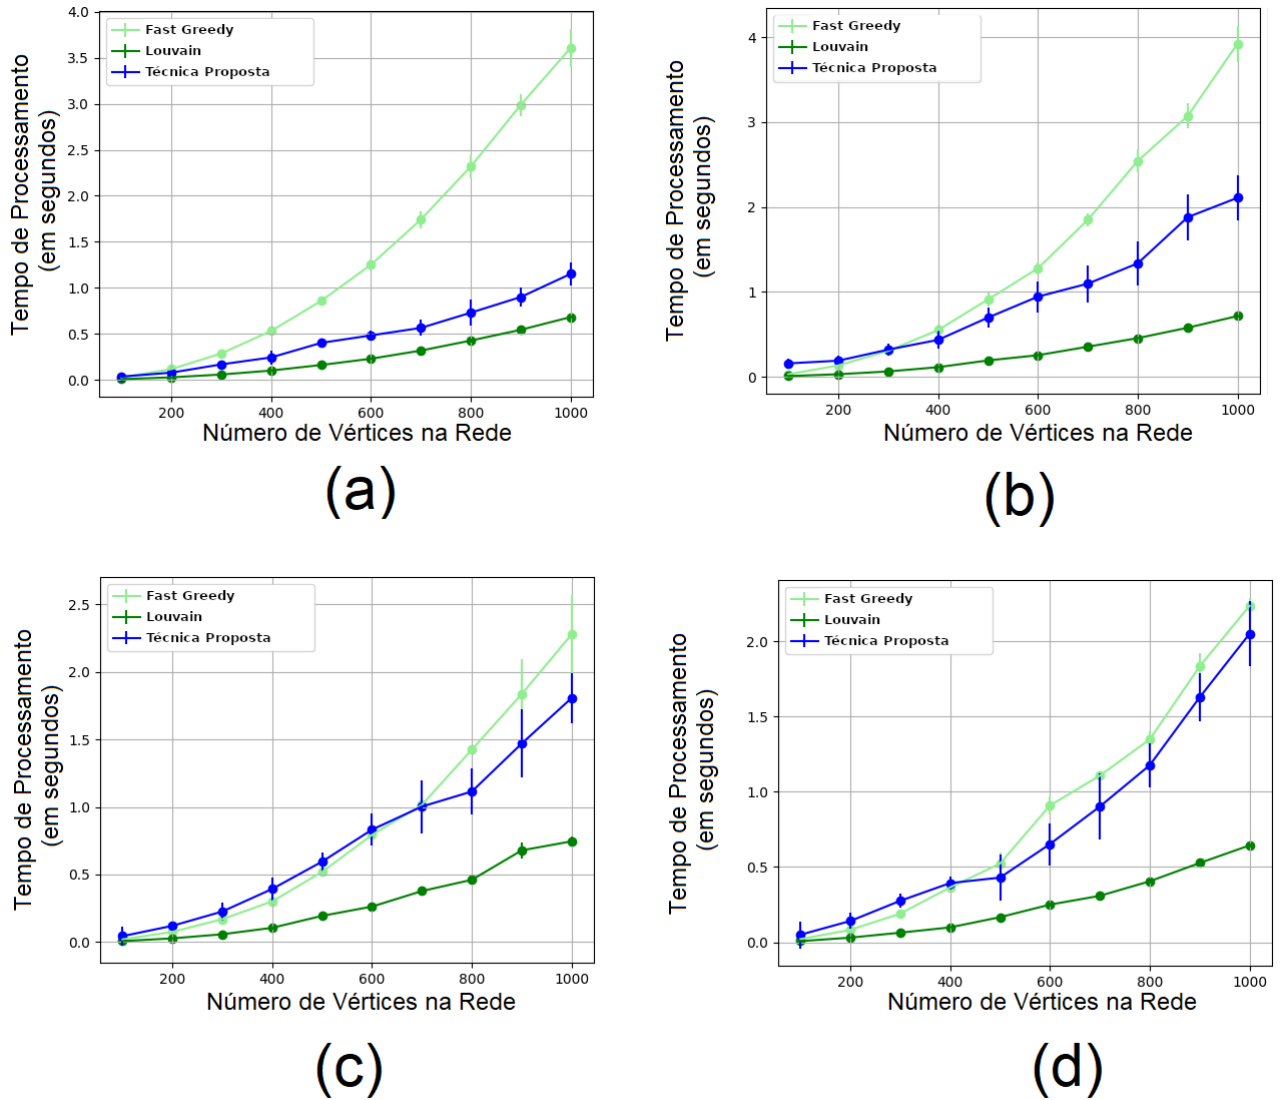 Fast Greedy
Louvain
Técnica Proposta
Tempo de Processamento
(em segundos)
4.0
3.5
3.0
2.5
2.0
1.5
1.0
0.5
0.0
200
400
600
800
1000
Número de Vértices na Rede
(a)
Fast Greedy
Louvain
Técnica Proposta
Tempo de Processamento
(em segundos)
4
3
2
1
0
200
400
600
800
1000
Número de Vértices na Rede
(b)
Fast Greedy
Louvain
Técnica Proposta
Tempo de Processamento
(em segundos)
2.5
2.0
1.5
1.0
0.5
0.0
200
400
600
800
1000
Número de Vértices na Rede
(c)
Fast Greedy
Louvain
Técnica Proposta
Tempo de Processamento
(em segundos)
2.0
1.5
1.0
0.5
0.0
200
400
600
800
1000
Número de Vértices na Rede
(d)